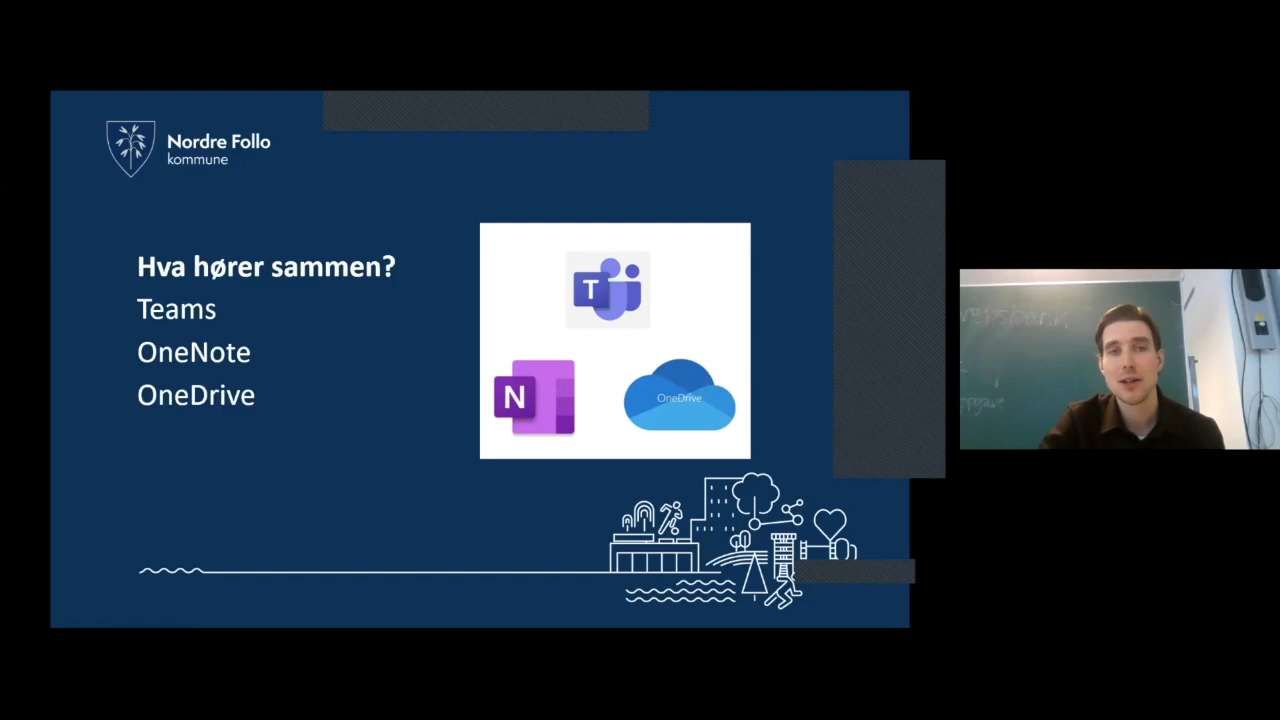 Nordre Follo
kommune
Hva hører sammen?
Teams
OneNote
OneDrive
T
N
OneDrive